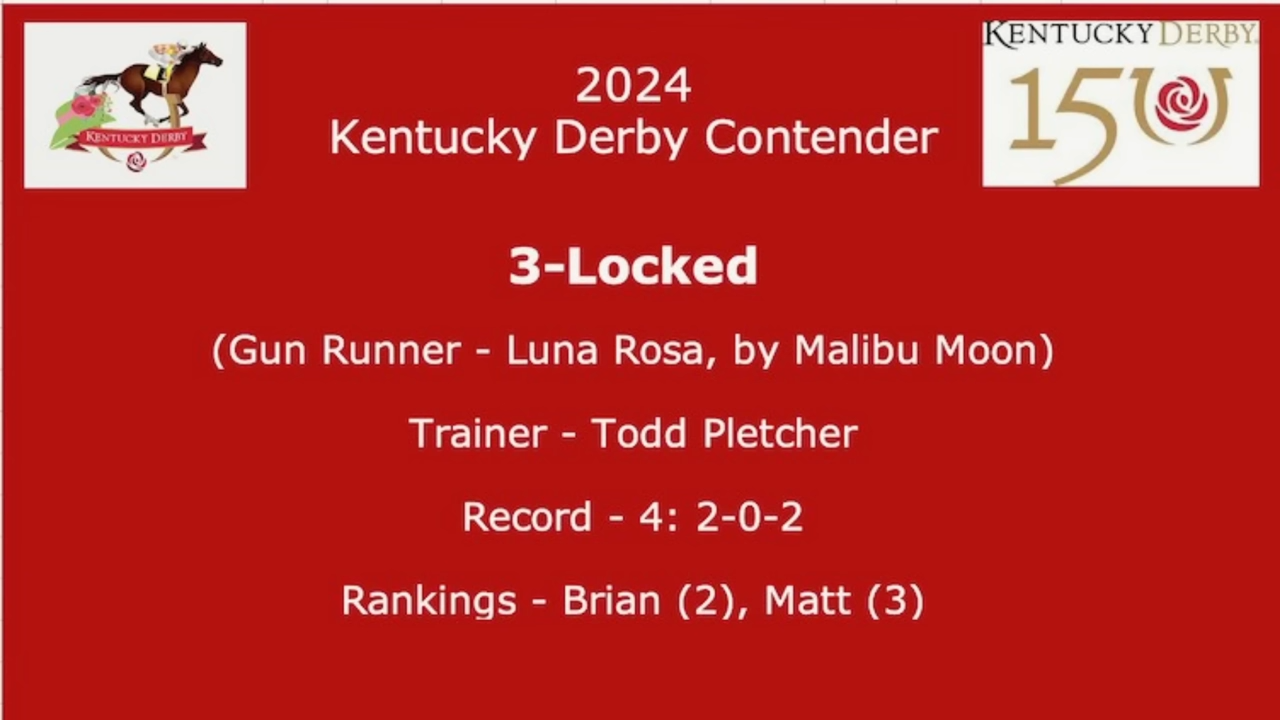 KENTUCKY DERBY
KENTUCKY DERBY
150
2024
Kentucky Derby Contender
3-Locked
(Gun Runner - Luna Rosa, by Malibu Moon)
Trainer - Todd Pletcher
Record - 4: 2-0-2
Rankings - Brian (2), Matt (3)